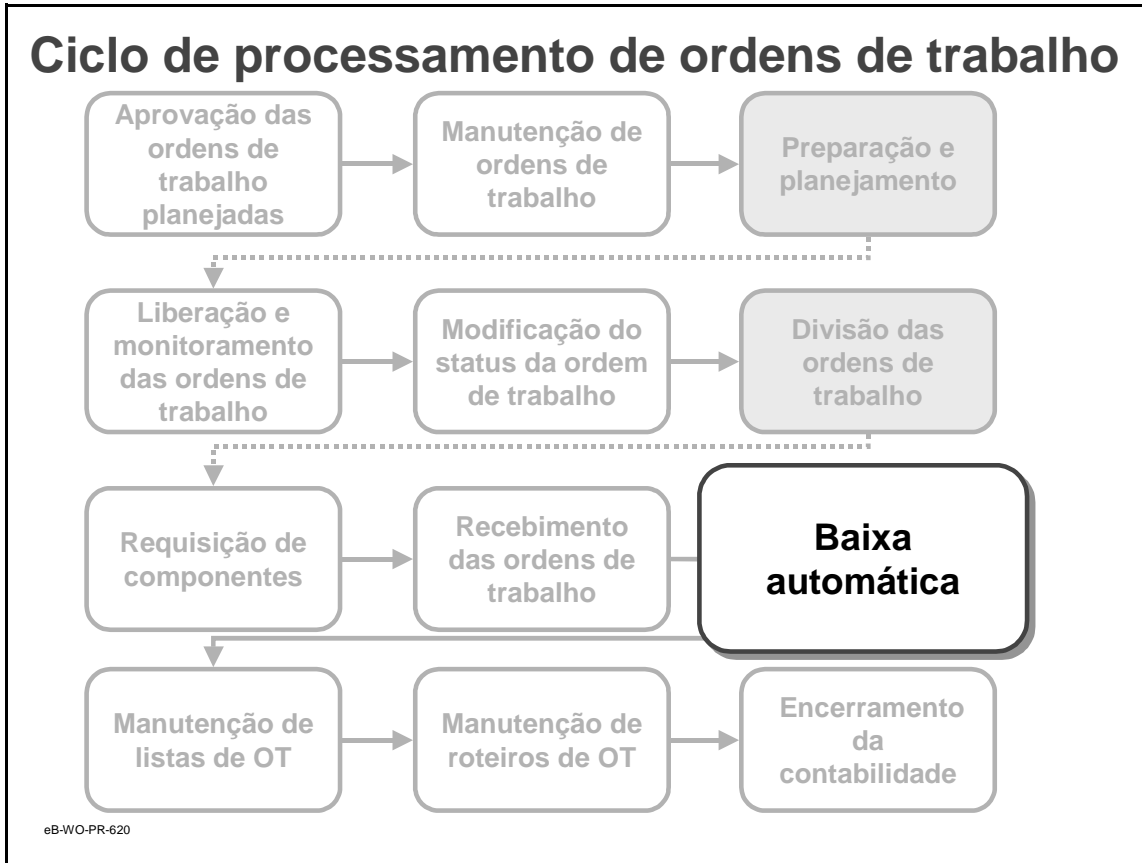 Ciclo de processamento de ordens de trabalho
Aprovação das
ordens de
trabalho
planejadas
Manutenção de
ordens de
trabalho
Preparação e
planejamento
Liberação e
monitoramento
das ordens de
trabalho
Modificação do
status da ordem
de trabalho
Divisão das
ordens de
trabalho
Requisição de
componentes
Recebimento
das ordens de
trabalho
Baixa
automática
Manutenção de
listas de OT
Manutenção de
roteiros de OT
Encerramento
da
contabilidade
eB-WO-PR-620